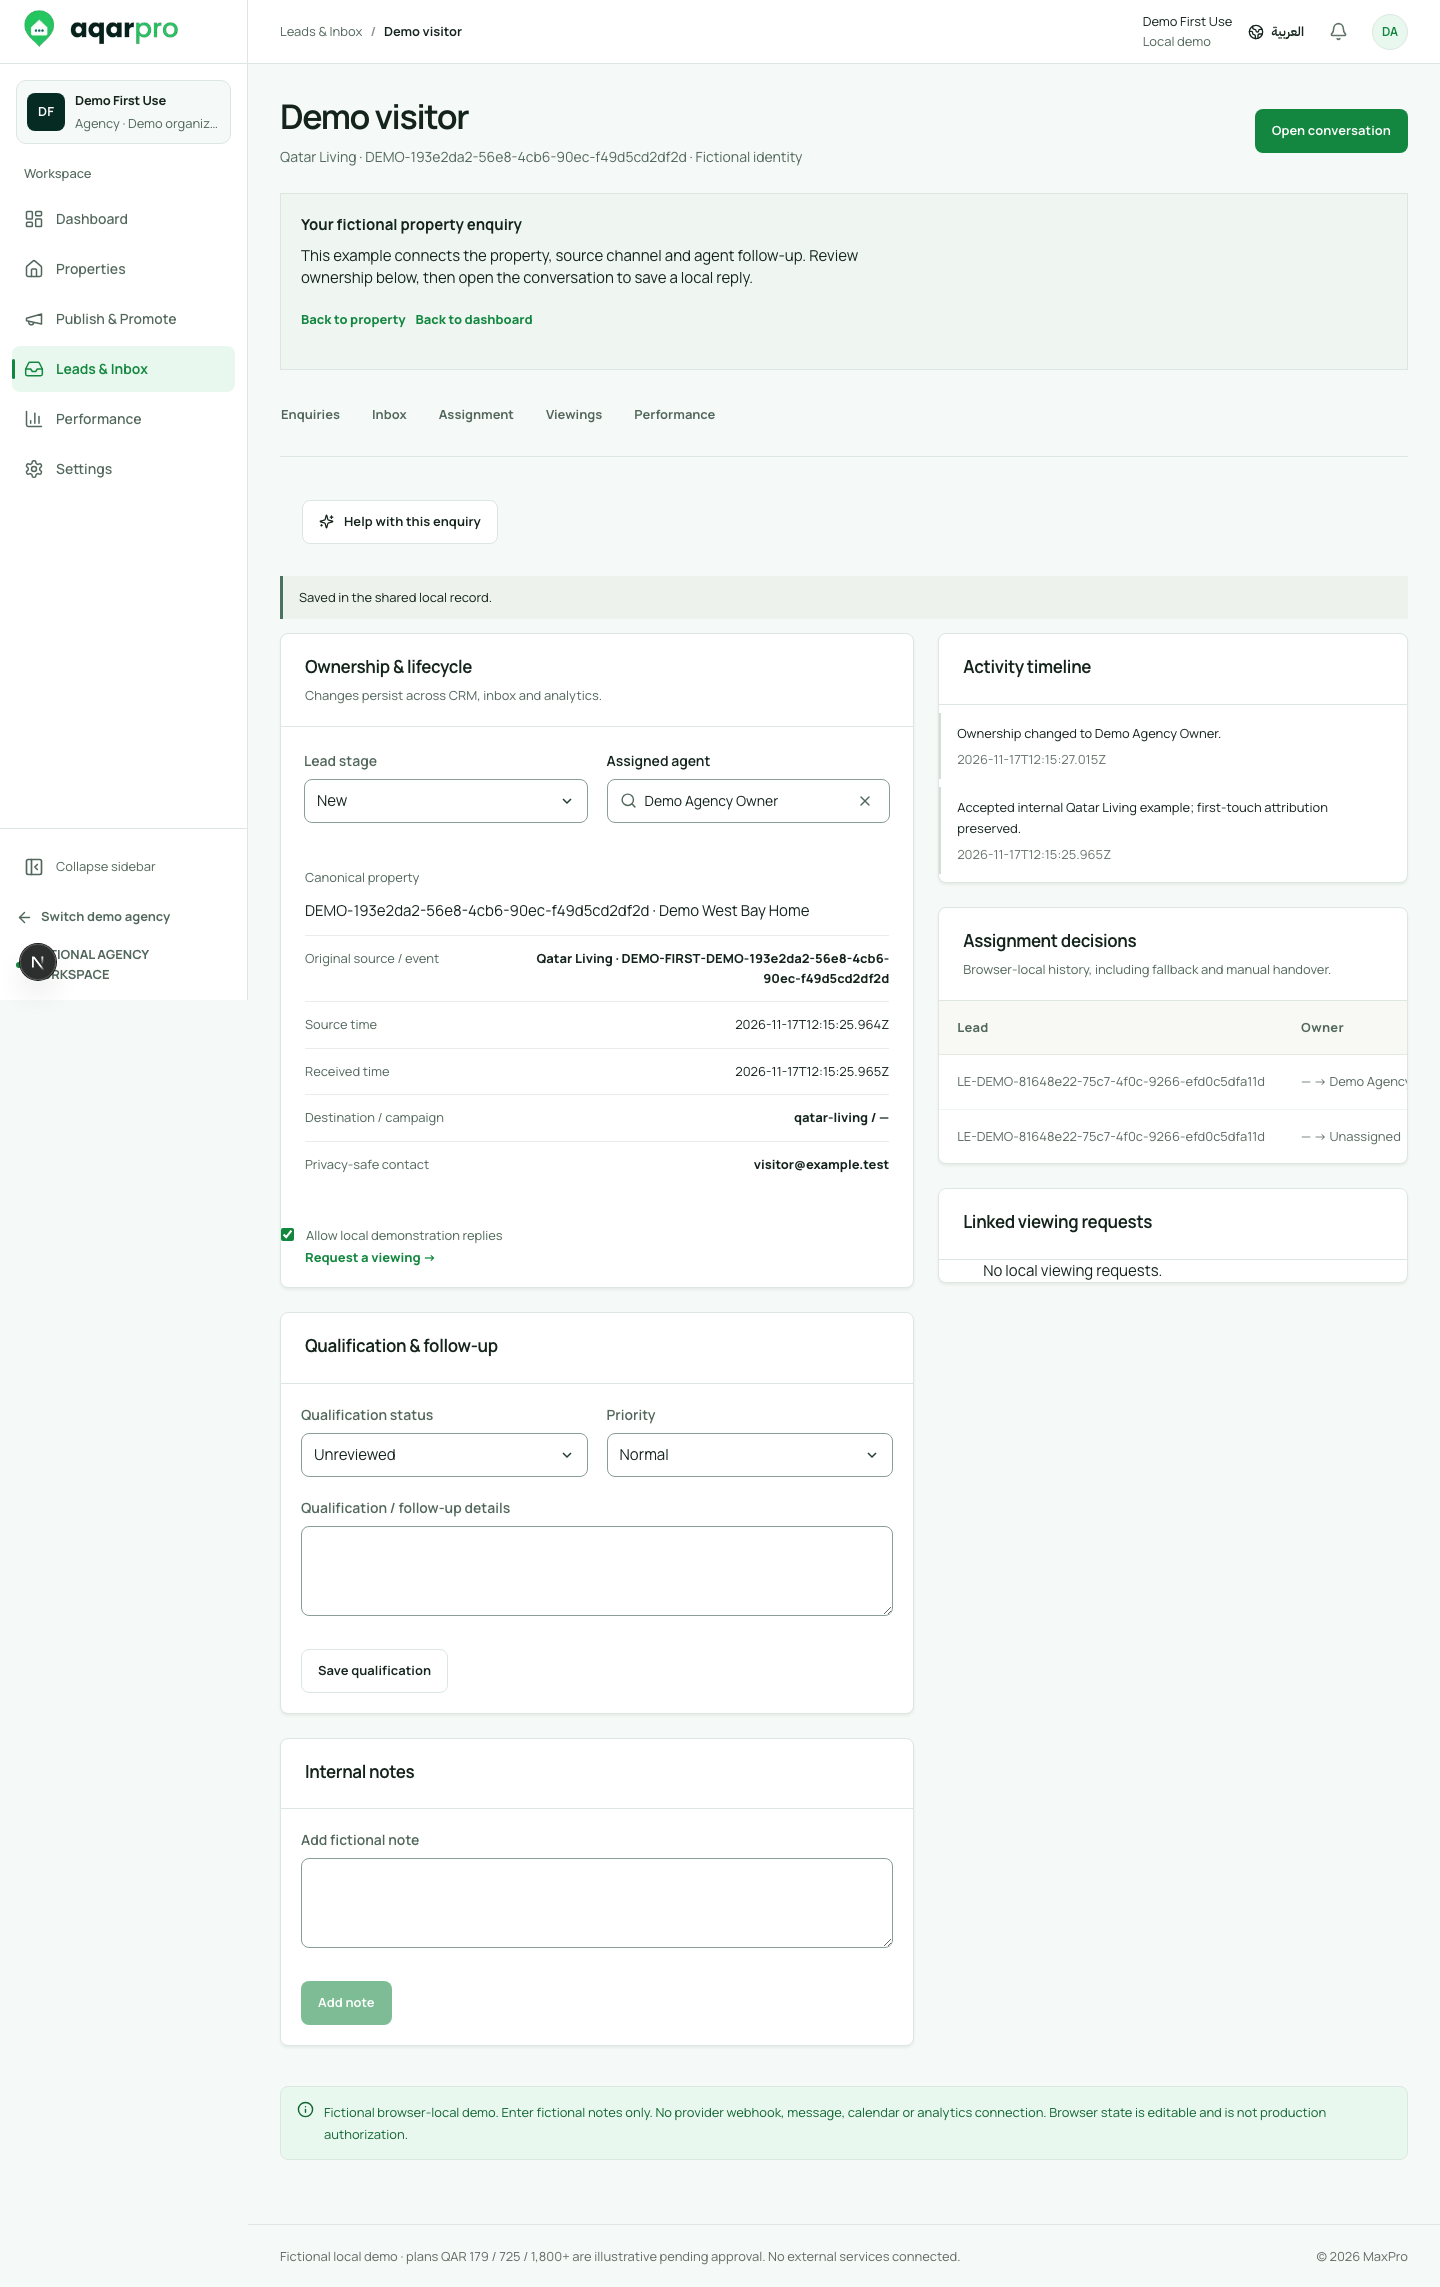 aqarpro
Leads & Inbox / Demo visitor
Demo First Use
Local demo
العربية
DA
DF
Demo First Use
Agency · Demo organiz...
Workspace
Dashboard
Properties
Publish & Promote
Leads & Inbox
Performance
Settings
Collapse sidebar
Switch demo agency
IONAL AGENCY
RKSPACE
N
Demo visitor
Qatar Living · DEMO-193e2da2-56e8-4cb6-90ec-f49d5cd2df2d · Fictional identity
Open conversation
Your fictional property enquiry
This example connects the property, source channel and agent follow-up. Review
ownership below, then open the conversation to save a local reply.
Back to property Back to dashboard
Enquiries Inbox Assignment Viewings Performance
Help with this enquiry
Saved in the shared local record.
Ownership & lifecycle
Changes persist across CRM, inbox and analytics.
Lead stage
New
Assigned agent
Demo Agency Owner
Canonical property
DEMO-193e2da2-56e8-4cb6-90ec-f49d5cd2df2d · Demo West Bay Home
Original source / event
Qatar Living · DEMO-FIRST-DEMO-193e2da2-56e8-4cb6-
90ec-f49d5cd2df2d
Source time 2026-11-17T12:15:25.964Z
Received time 2026-11-17T12:15:25.965Z
Destination / campaign qatar-living / —
Privacy-safe contact visitor@example.test
Allow local demonstration replies
Request a viewing →
Qualification & follow-up
Qualification status
Unreviewed
Priority
Normal
Qualification / follow-up details
Save qualification
Internal notes
Add fictional note
Add note
Activity timeline
Ownership changed to Demo Agency Owner.
2026-11-17T12:15:27.015Z
Accepted internal Qatar Living example; first-touch attribution
preserved.
2026-11-17T12:15:25.965Z
Assignment decisions
Browser-local history, including fallback and manual handover.
Lead Owner
LE-DEMO-81648e22-75c7-4f0c-9266-efd0c5dfa11d — → Demo Agency
LE-DEMO-81648e22-75c7-4f0c-9266-efd0c5dfa11d — → Unassigned
Linked viewing requests
No local viewing requests.
Fictional browser-local demo. Enter fictional notes only. No provider webhook, message, calendar or analytics connection. Browser state is editable and is not production
authorization.
Fictional local demo · plans QAR 179 / 725 / 1,800+ are illustrative pending approval. No external services connected.
© 2026 MaxPro